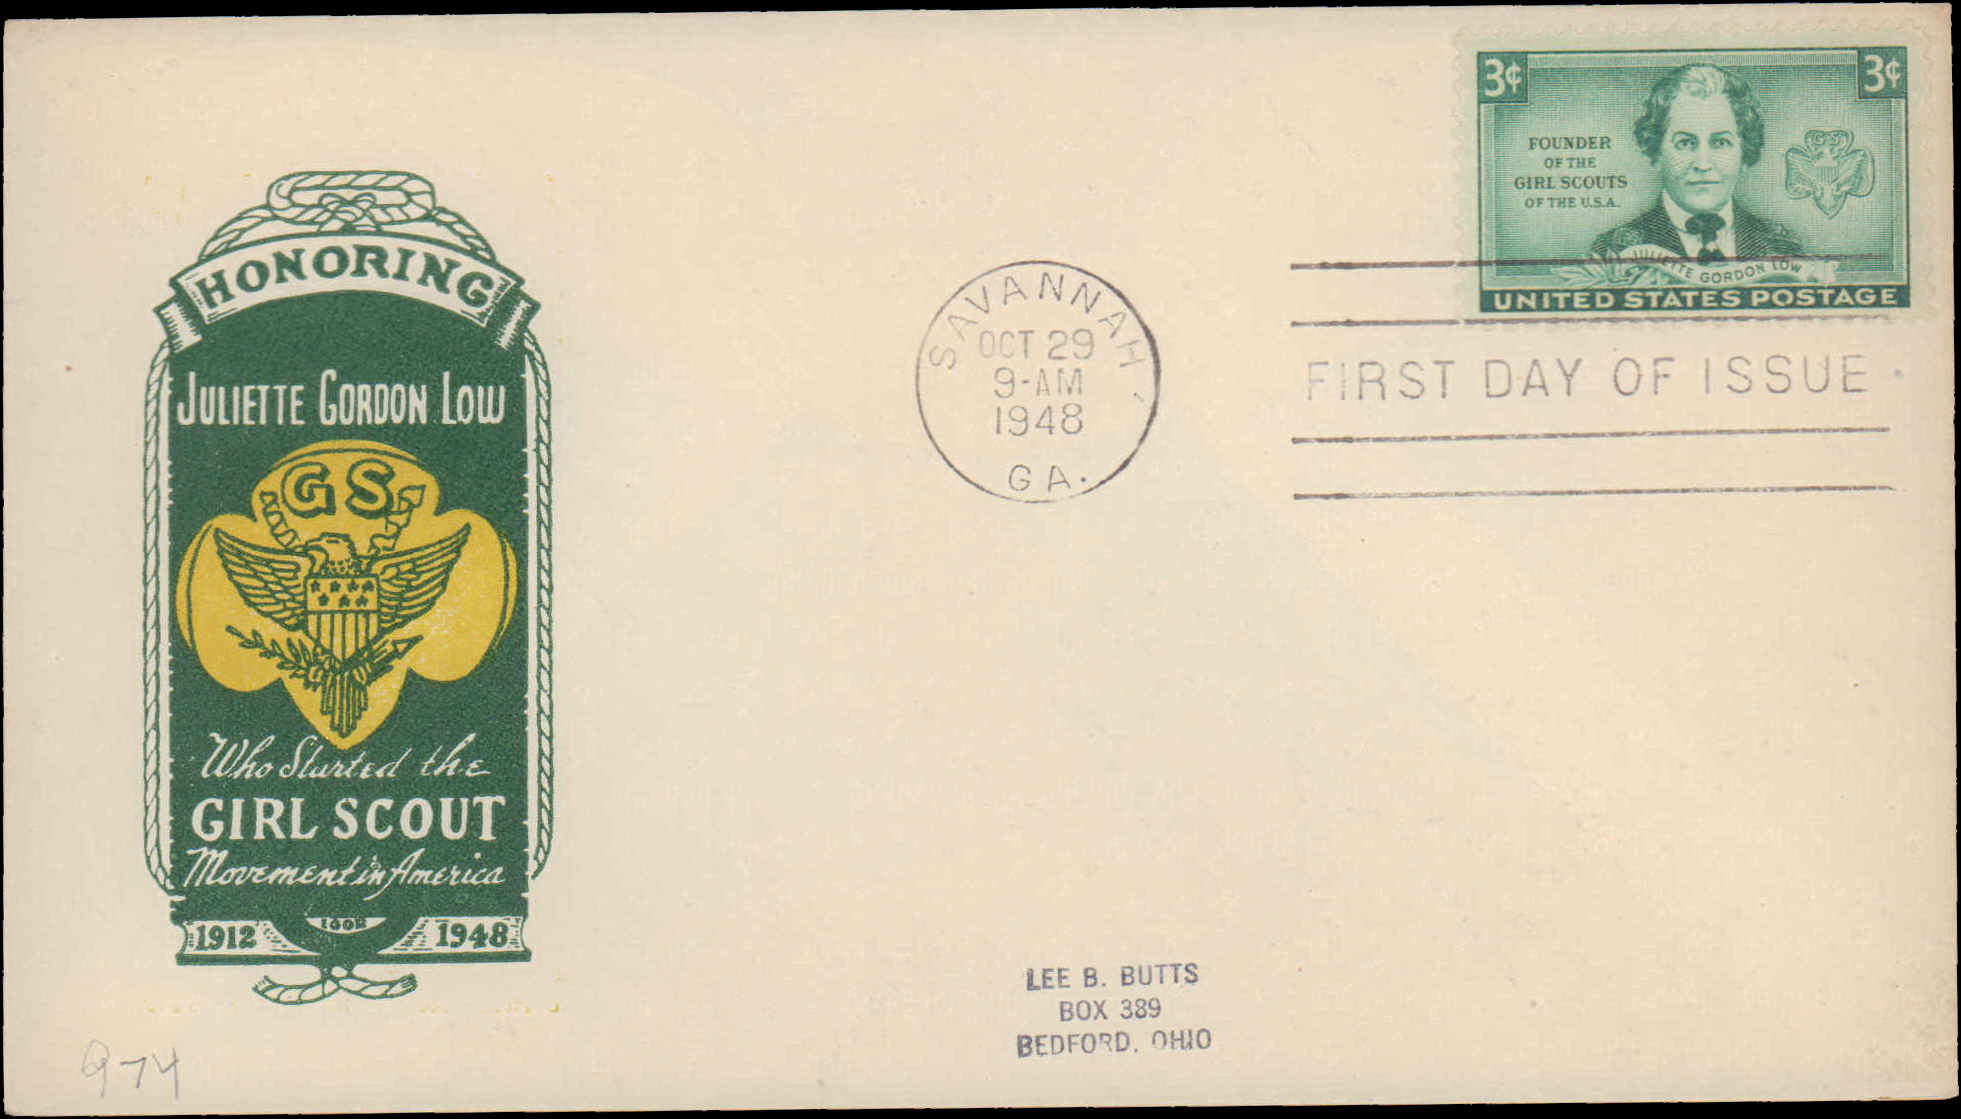 HONORING
JULIETTE GORDON LOW
GS
Who Started the
GIRL SCOUT
Movement in America
1912 1948
SAVANNAH
OCT 29
9-AM
1948
GA.
3¢ 3¢
FOUNDER
OF THE
GIRL SCOUTS
OF THE U.S.A.
GS
JULIETTE GORDON LOW
UNITED STATES POSTAGE
FIRST DAY OF ISSUE
LEE B. BUTTS
BOX 389
BEDFORD, OHIO
974